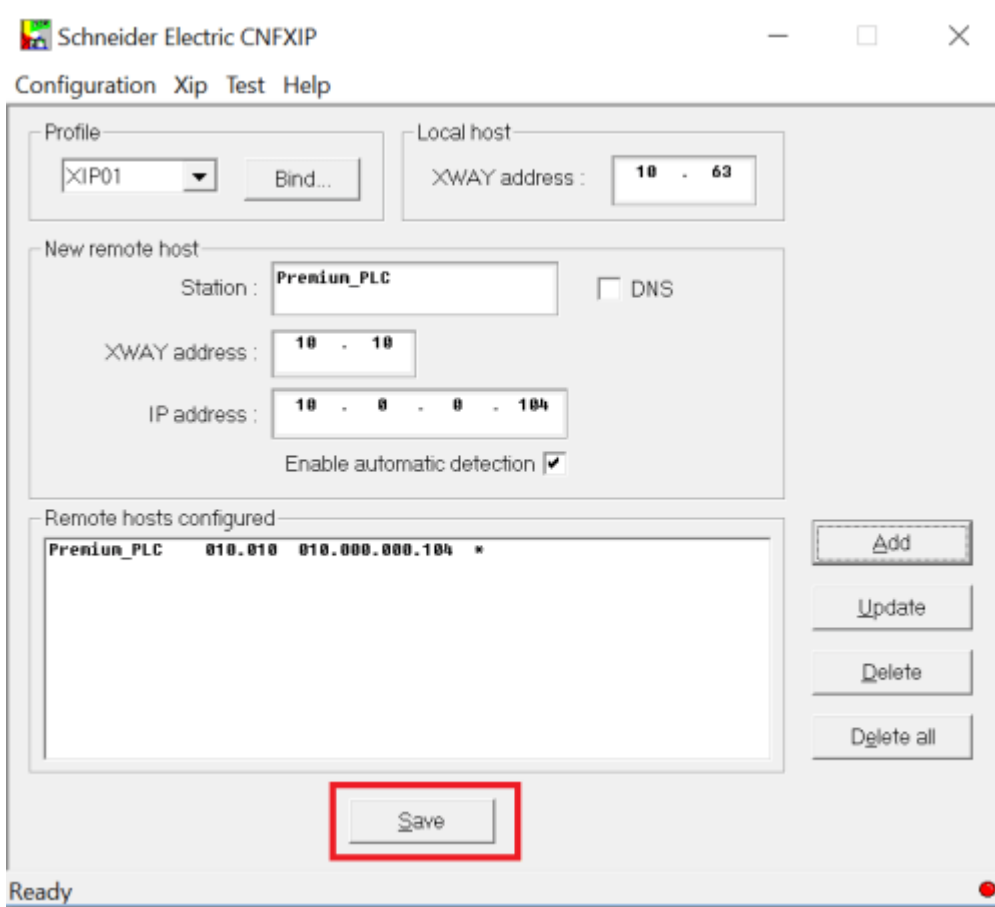 Schneider Electric CNFXIP
Configuration Xip Test Help
Profile
XIP01
Bind...
Local host
XWAY address :
10 . 63
New remote host
Station :
Premium_PLC
DNS
XWAY address :
10 . 10
IP address :
10 . 0 . 0 . 104
Enable automatic detection
Remote hosts configured
Premium_PLC 010.010 010.000.000.104 *
Add
Update
Delete
Delete all
Save
Ready